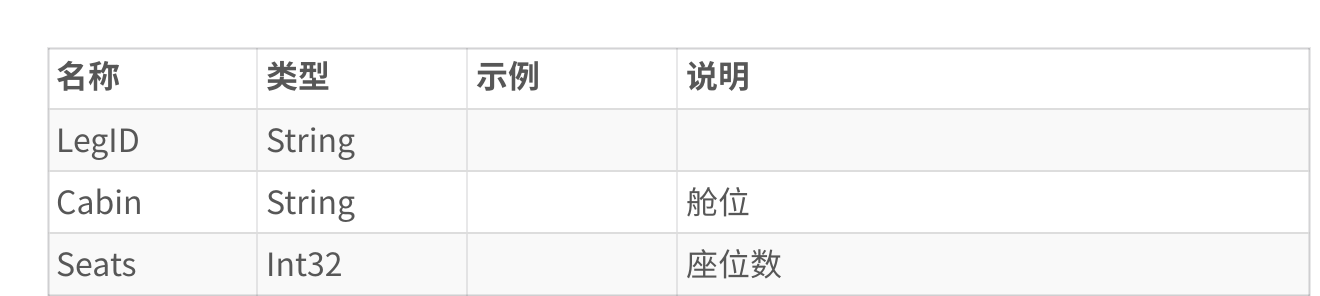 名称 类型 示例 说明
LegID String
Cabin String 舱位
Seats Int32 座位数